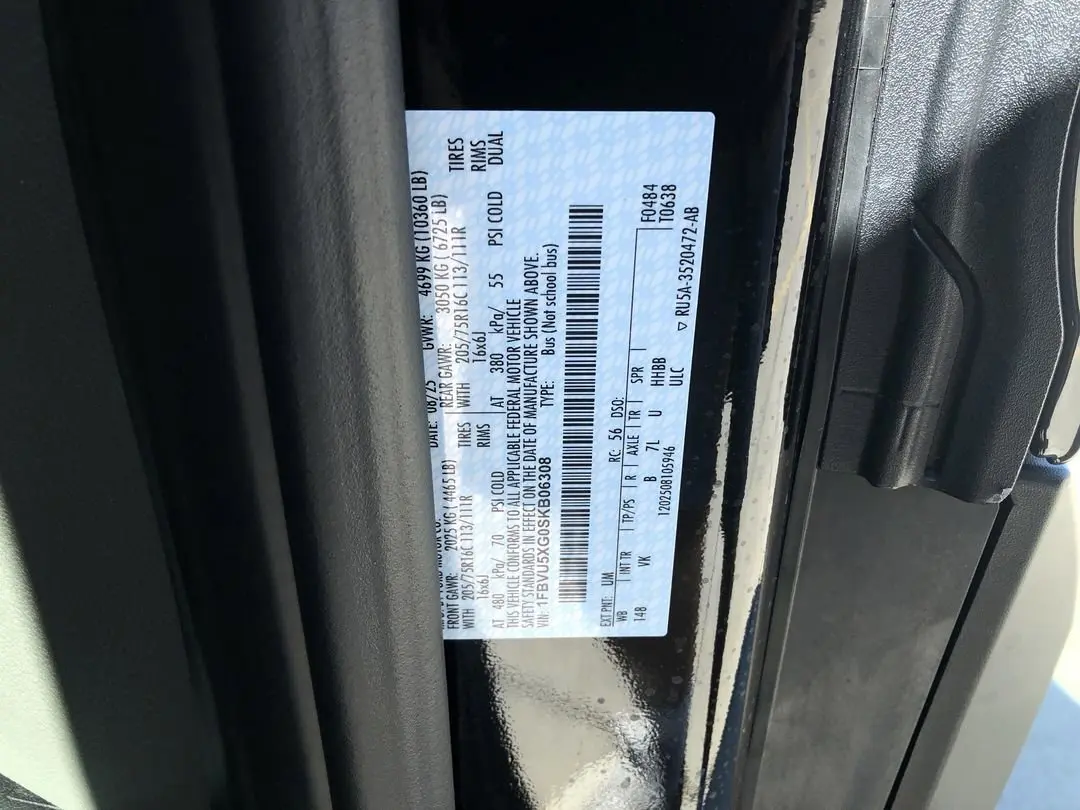 DATE: 08/25 GVWR: 4699 KG (10360 LB)
FRONT GAWR: 2025 KG ( 4465 LB) REAR GAWR: 3050 KG ( 6725 LB)
WITH 205/75R16C 113/111R TIRES WITH 205/75R16C 113/111R TIRES
16x6J RIMS 16x6J RIMS
AT 480 kPa/ 70 PSI COLD AT 380 kPa/ 55 PSI COLD DUAL
THIS VEHICLE CONFORMS TO ALL APPLICABLE FEDERAL MOTOR VEHICLE
SAFETY STANDARDS IN EFFECT ON THE DATE OF MANUFACTURE SHOWN ABOVE.
VIN: 1FBVU5XG0SKB06308 TYPE: Bus (Not school bus)
EXT PNT: UM RC: 56 DSO: F0484
WB INT TR TP/PS R AXLE TR SPR T0638
148 VK B 7L U HHBB
1202508105946 ULC ▽ RU5A-3520472-AB